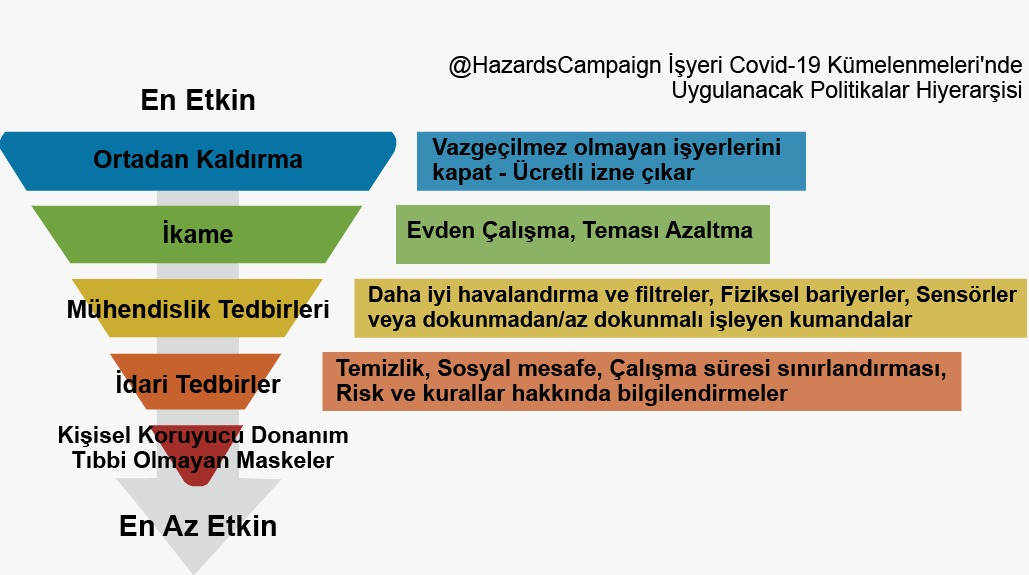 @HazardsCampaign İşyeri Covid-19 Kümelenmeleri'nde
Uygulanacak Politikalar Hiyerarşisi
En Etkin
Ortadan Kaldırma
Vazgeçilmez olmayan işyerlerini
kapat - Ücretli izne çıkar
İkame
Evden Çalışma, Teması Azaltma
Mühendislik Tedbirleri
Daha iyi havalandırma ve filtreler, Fiziksel bariyerler, Sensörler
veya dokunmadan/az dokunmalı işleyen kumandalar
İdari Tedbirler
Temizlik, Sosyal mesafe, Çalışma süresi sınırlandırması,
Risk ve kurallar hakkında bilgilendirmeler
Kişisel Koruyucu Donanım
Tıbbi Olmayan Maskeler
En Az Etkin